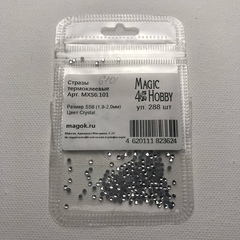 Стразы
термоклеевые
Арт. MXS6.101
MAGIC
4 HOBBY
уп. 288 шт
Размер SS6 (1,9-2,0мм)
Цвет Crystal
magok.ru
4 620111 823624